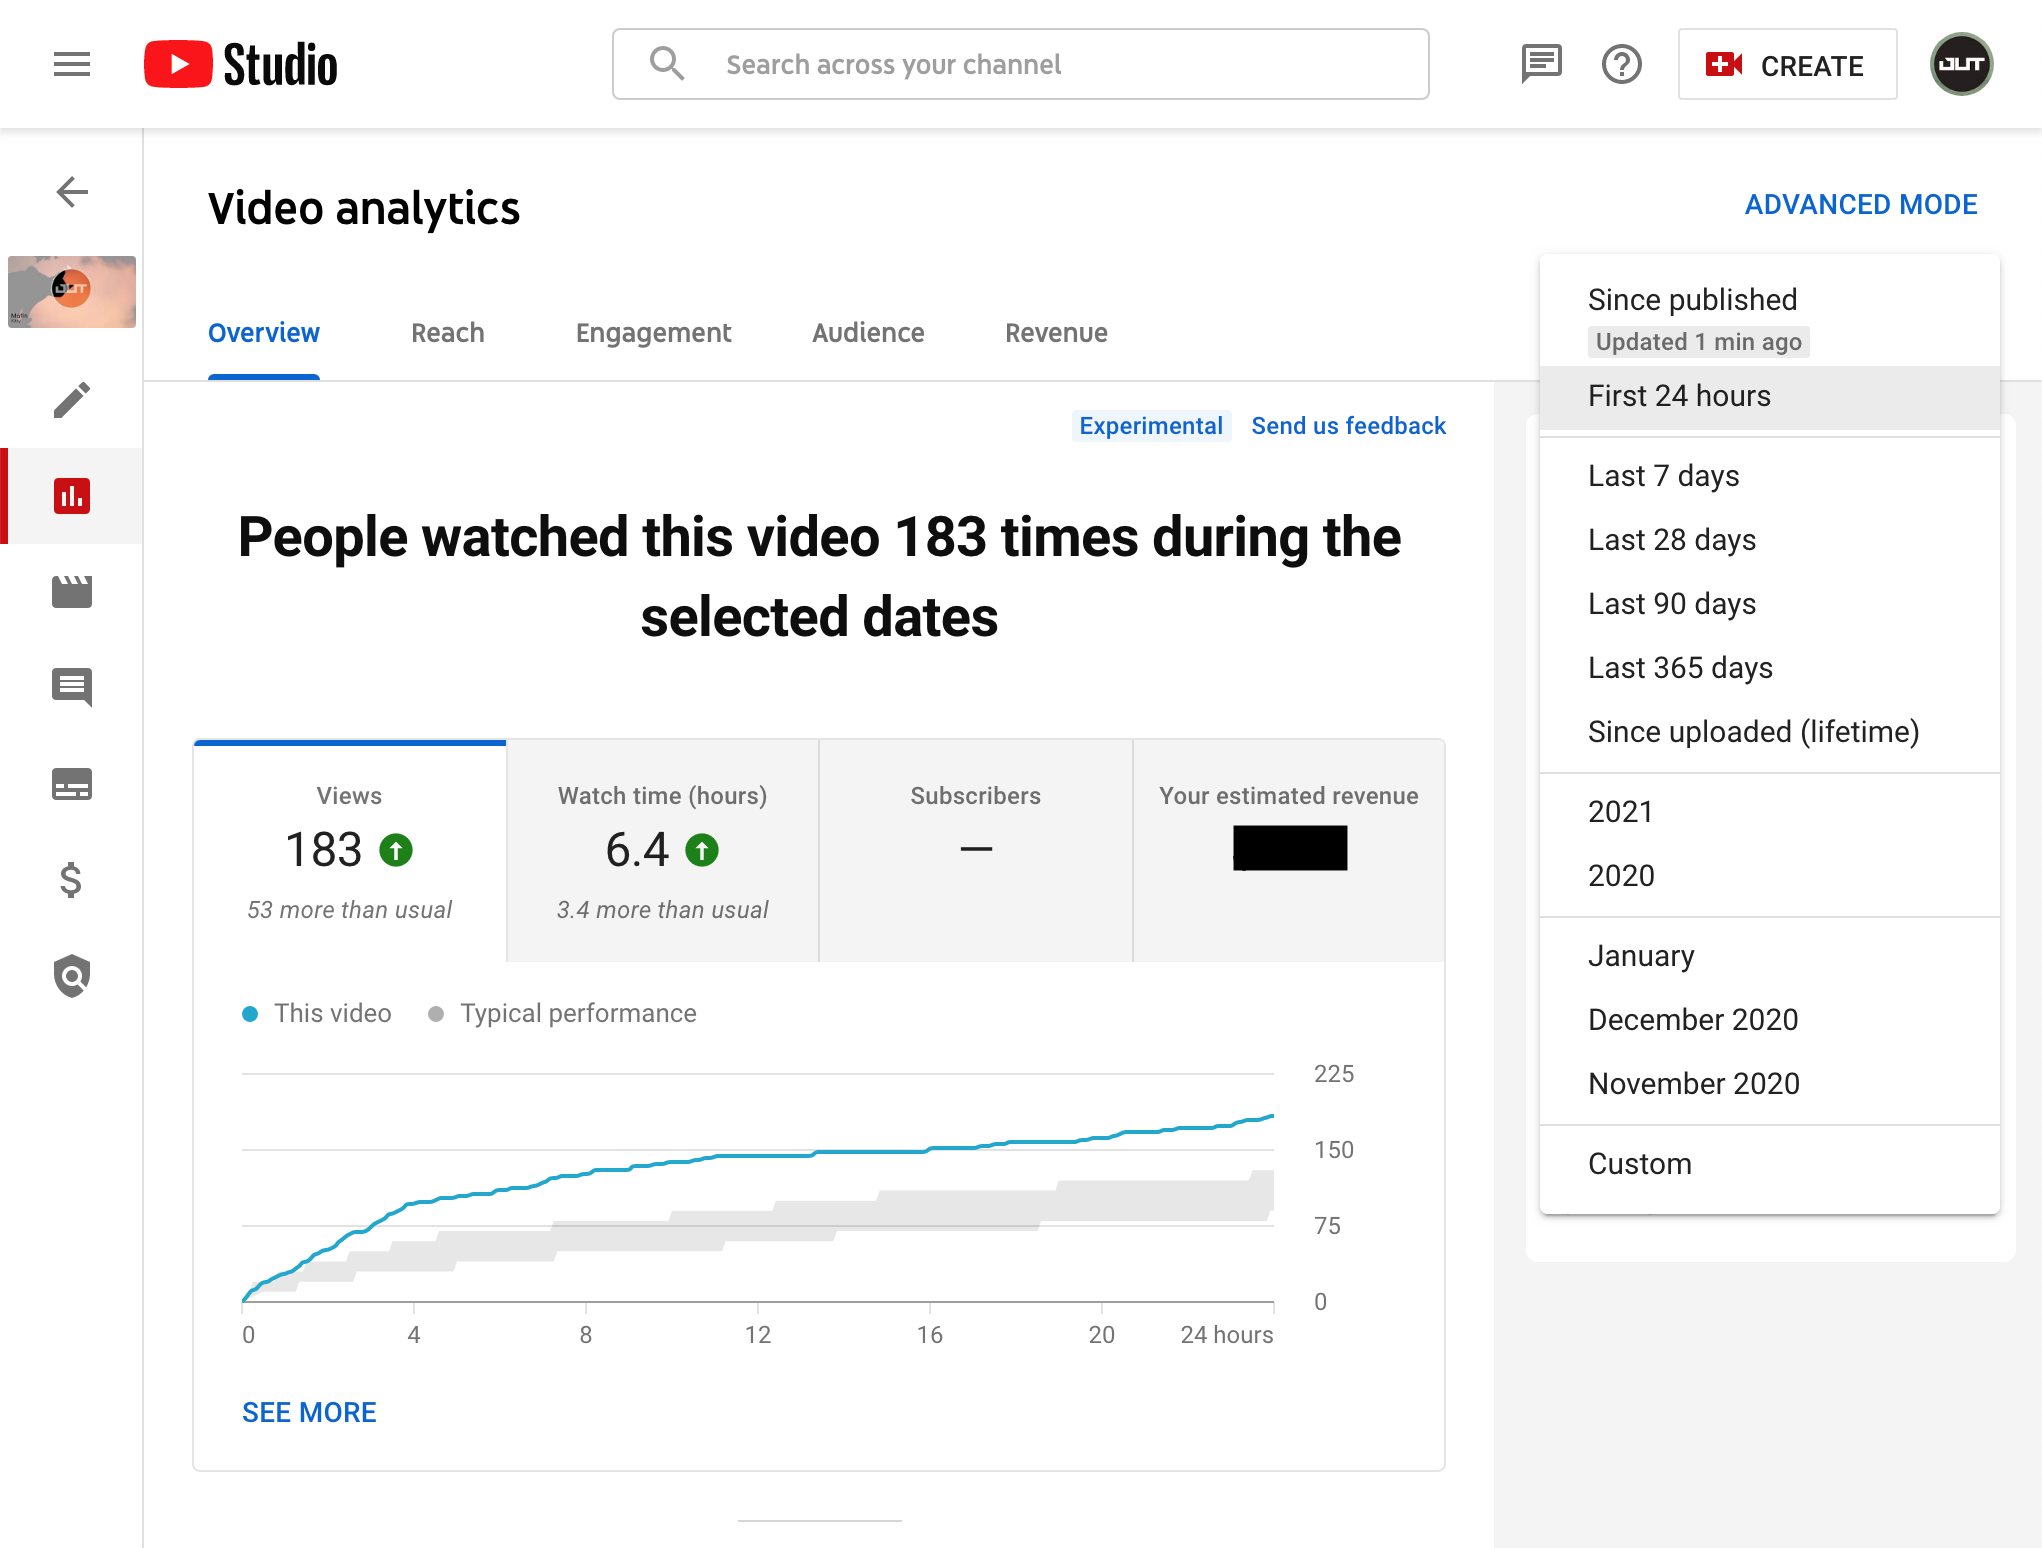 Studio
Search across your channel
CREATE
OUT
Video analytics
ADVANCED MODE
Overview
Reach
Engagement
Audience
Revenue
Since published
Updated 1 min ago
First 24 hours
Last 7 days
Last 28 days
Last 90 days
Last 365 days
Since uploaded (lifetime)
2021
2020
January
December 2020
November 2020
Custom
Experimental
Send us feedback
People watched this video 183 times during the
selected dates
Views
183
53 more than usual
Watch time (hours)
6.4
3.4 more than usual
Subscribers
—
Your estimated revenue
This video
Typical performance
225
150
75
0
0
4
8
12
16
20
24 hours
SEE MORE